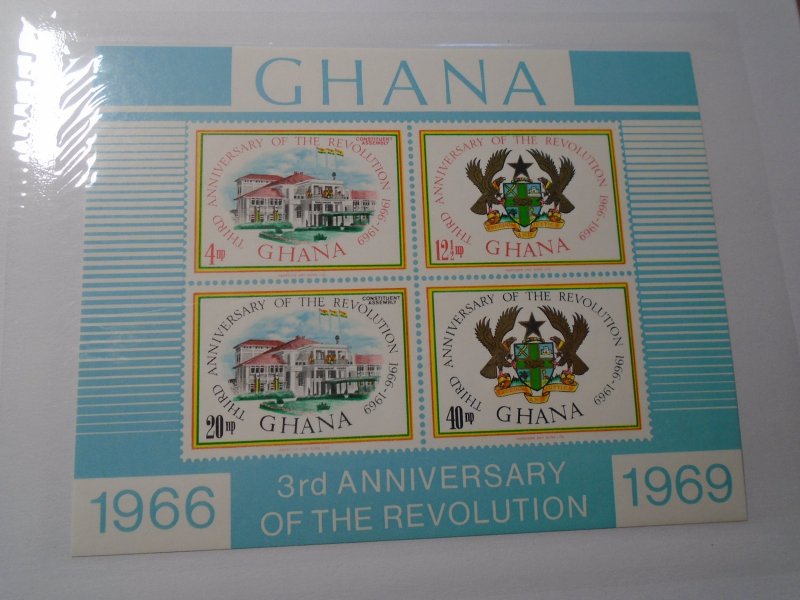 GHANA
THIRD ANNIVERSARY OF THE REVOLUTION 1966-1969
CONSTITUENT
ASSEMBLY
4np
GHANA
THIRD ANNIVERSARY OF THE REVOLUTION 1966-1969
12½np
GHANA
THIRD ANNIVERSARY OF THE REVOLUTION 1966-1969
CONSTITUENT
ASSEMBLY
20np
GHANA
THIRD ANNIVERSARY OF THE REVOLUTION 1966-1969
40np
GHANA
1966
3rd ANNIVERSARY
OF THE REVOLUTION
1969